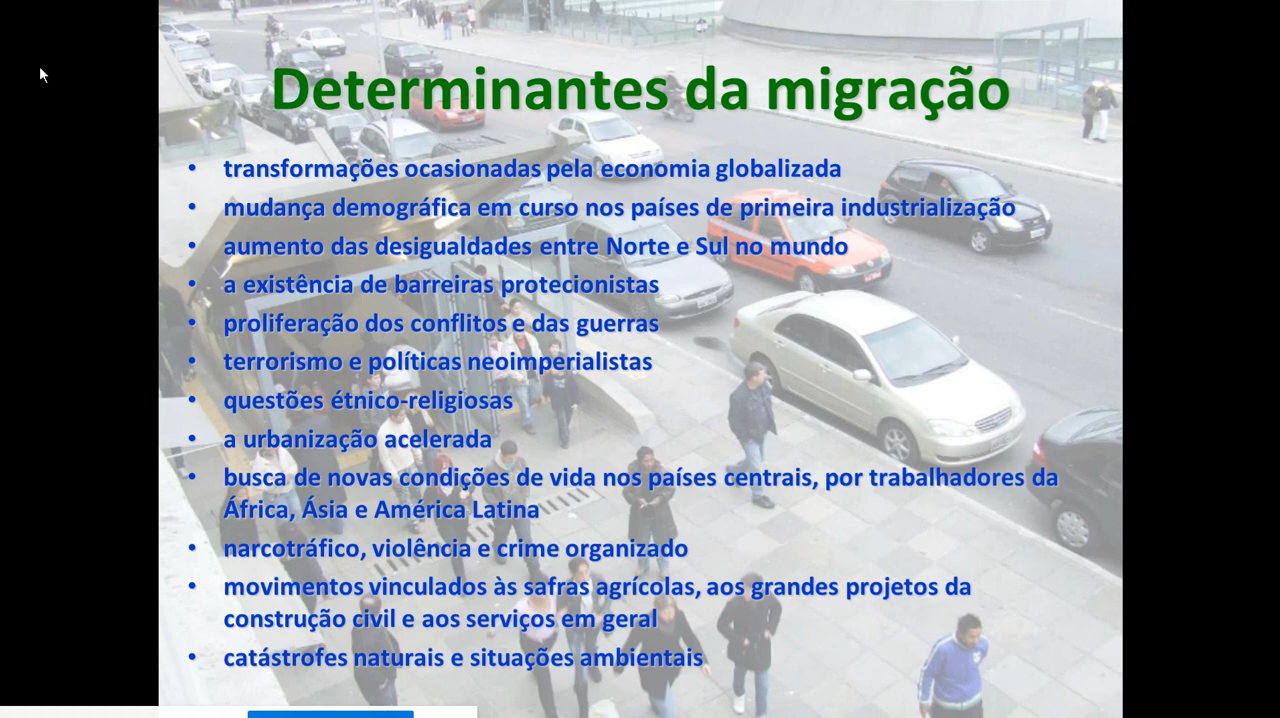 Determinantes da migração
• transformações ocasionadas pela economia globalizada
• mudança demográfica em curso nos países de primeira industrialização
• aumento das desigualdades entre Norte e Sul no mundo
• a existência de barreiras protecionistas
• proliferação dos conflitos e das guerras
• terrorismo e políticas neoimperialistas
• questões étnico-religiosas
• a urbanização acelerada
• busca de novas condições de vida nos países centrais, por trabalhadores da
África, Ásia e América Latina
• narcotráfico, violência e crime organizado
• movimentos vinculados às safras agrícolas, aos grandes projetos da
construção civil e aos serviços em geral
• catástrofes naturais e situações ambientais